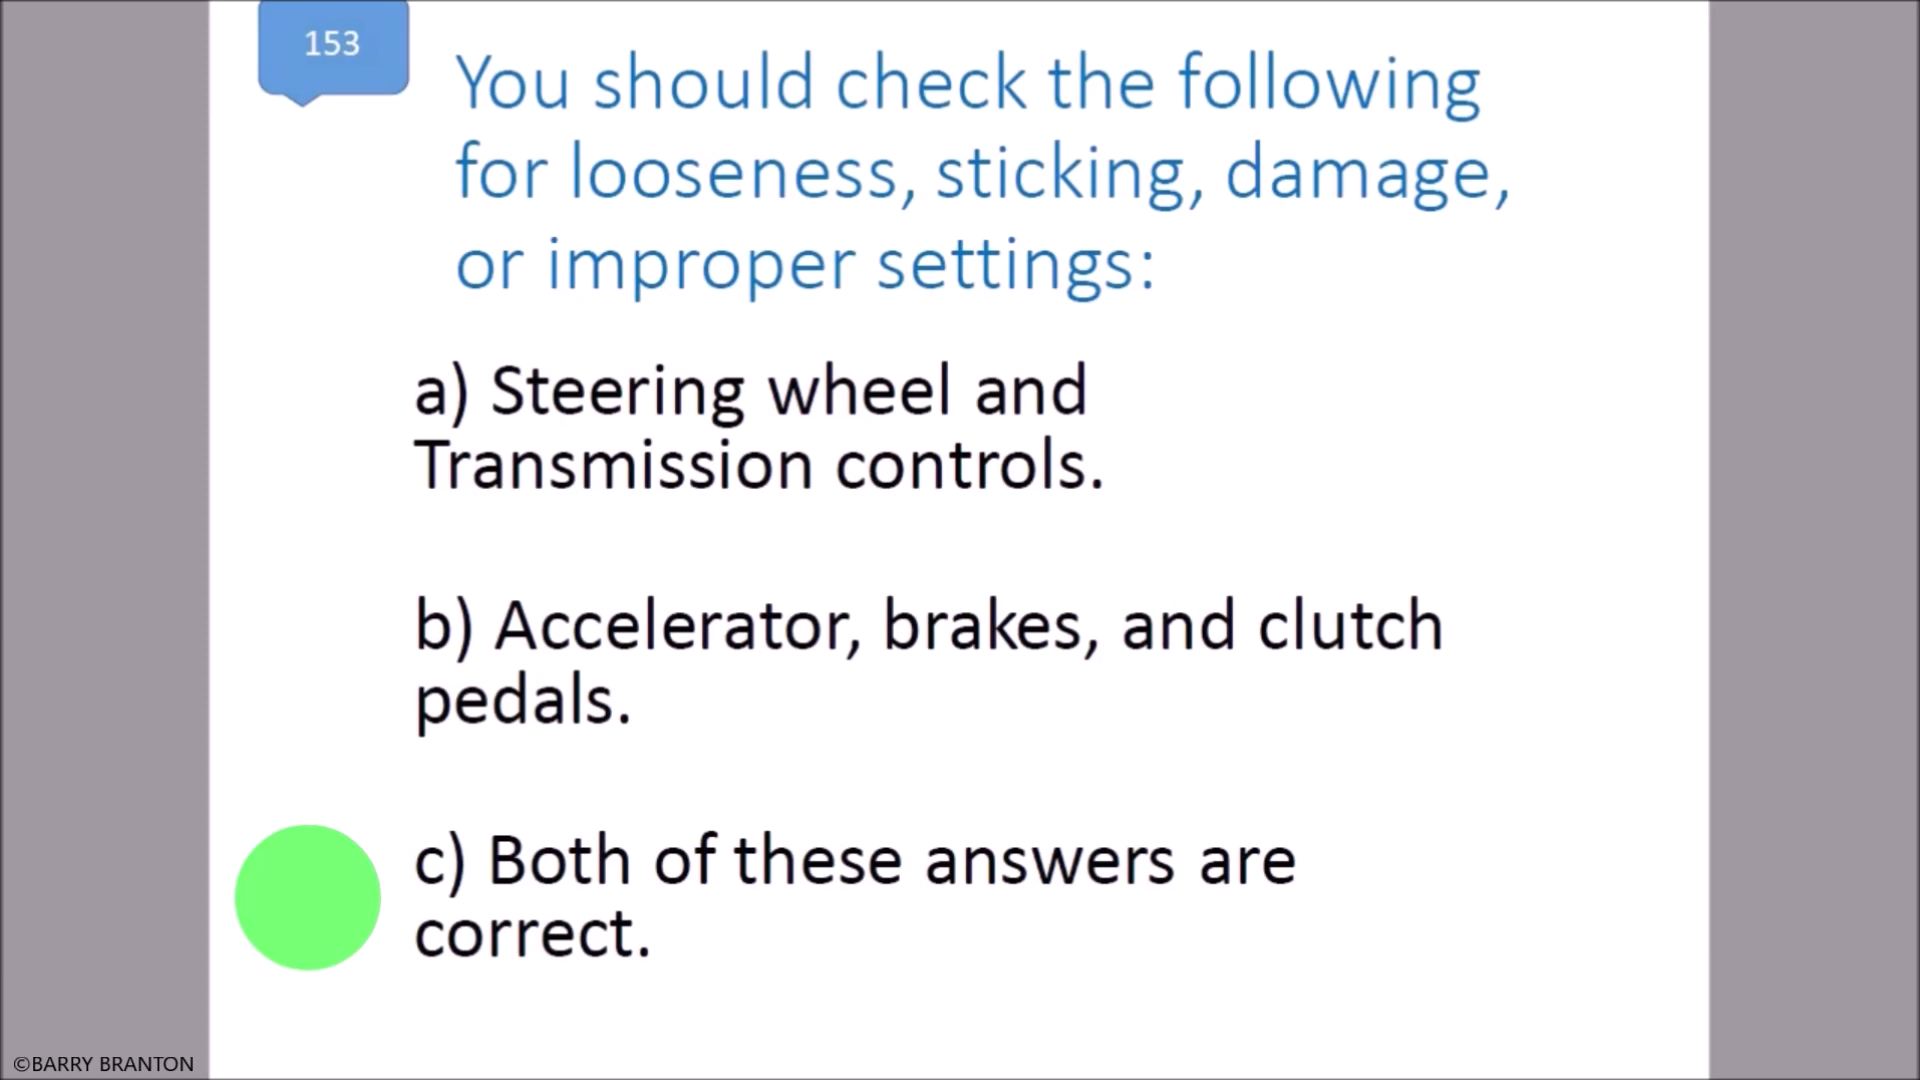 153
You should check the following
for looseness, sticking, damage,
or improper settings:
a) Steering wheel and
Transmission controls.
b) Accelerator, brakes, and clutch
pedals.
c) Both of these answers are
correct.
©BARRY BRANTON